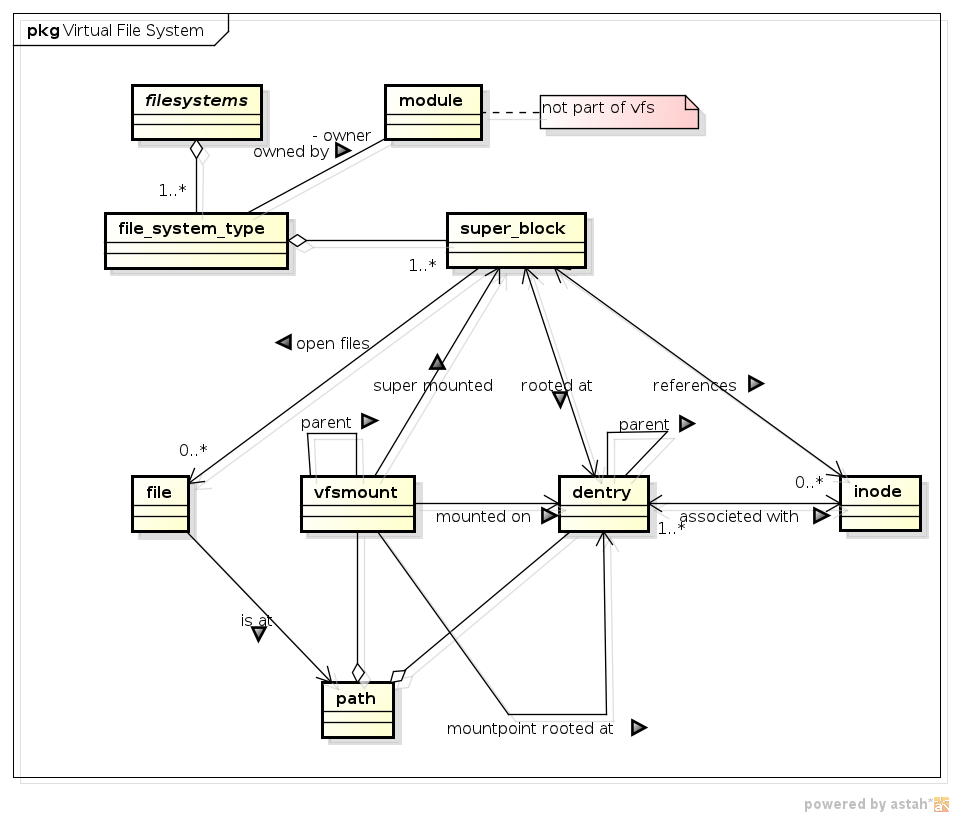 pkg Virtual File System
filesystems
module
not part of vfs
- owner
owned by
1..*
file_system_type
super_block
1..*
open files
super mounted
rooted at
references
parent
parent
0..*
0..*
file
vfsmount
dentry
inode
mounted on
associeted with
1..*
is at
path
mountpoint rooted at
powered by astah*